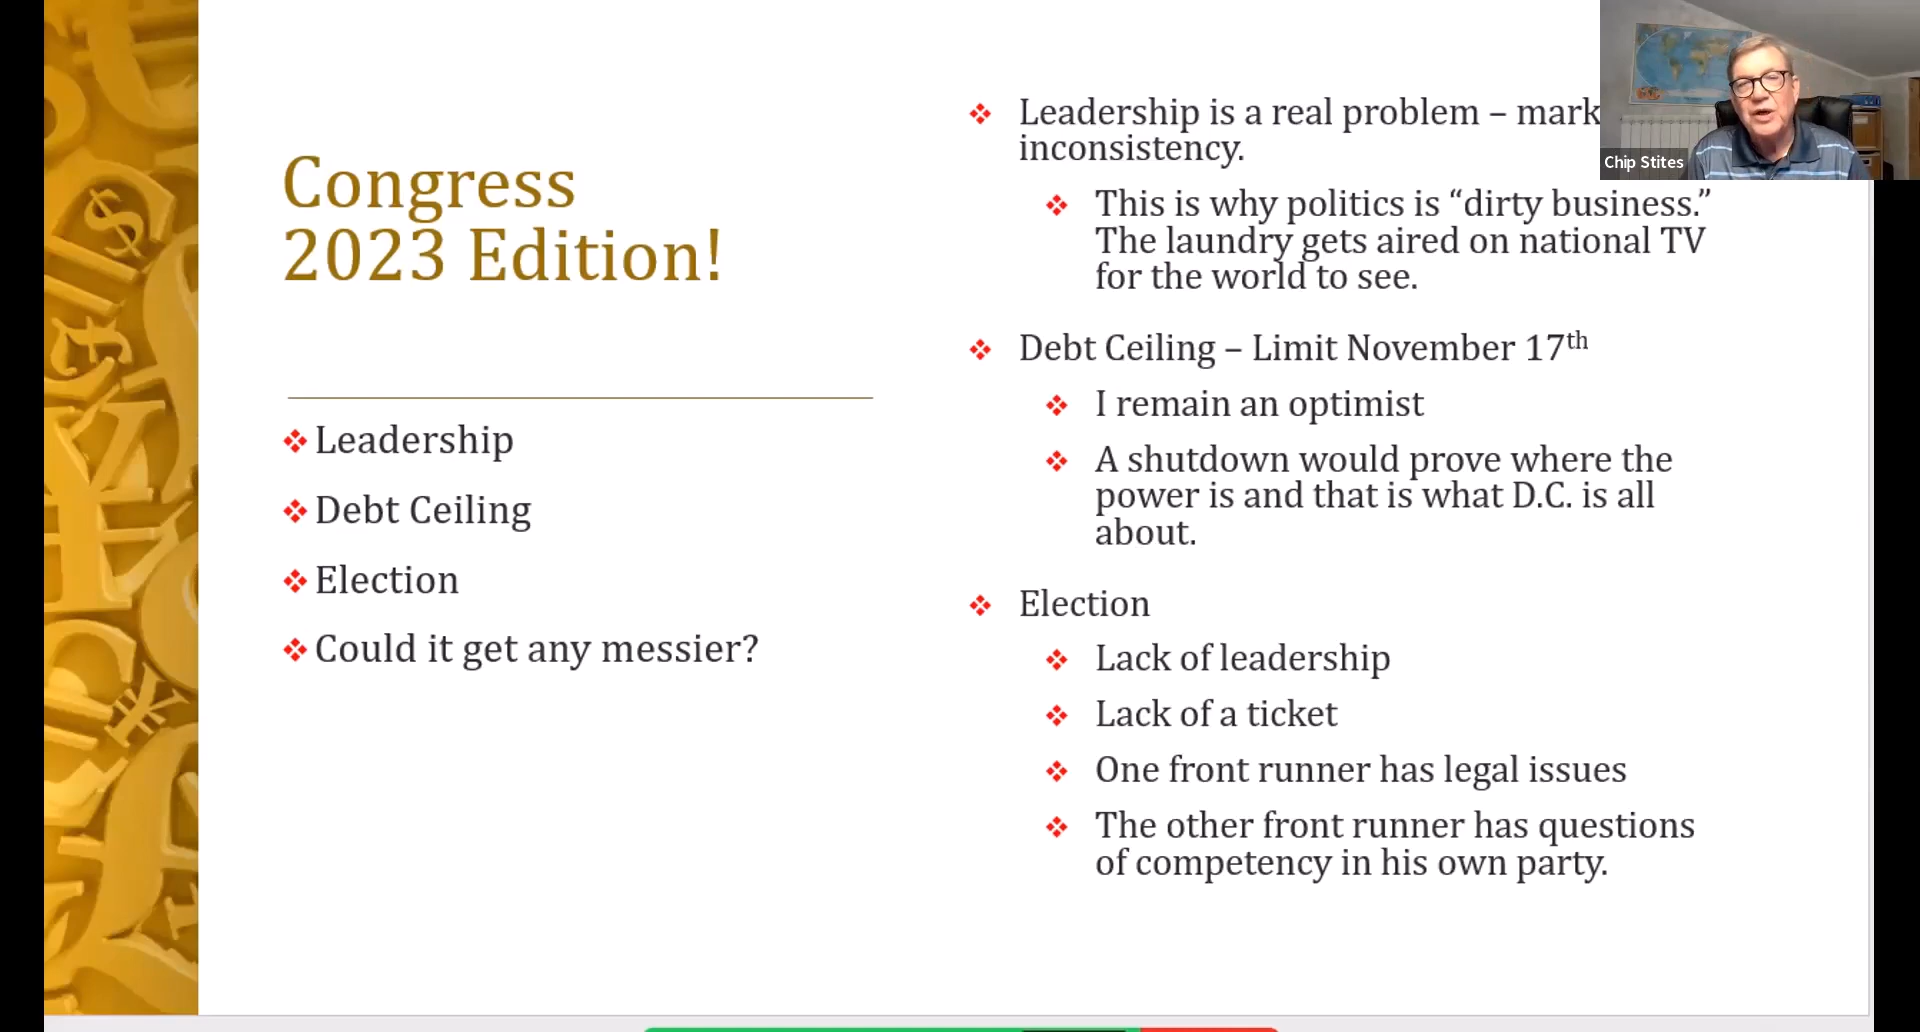 Congress
2023 Edition!
Leadership
Debt Ceiling
Election
Could it get any messier?
Leadership is a real problem – mark
inconsistency.
This is why politics is “dirty business.”
The laundry gets aired on national TV
for the world to see.
Debt Ceiling – Limit November 17th
I remain an optimist
A shutdown would prove where the
power is and that is what D.C. is all
about.
Election
Lack of leadership
Lack of a ticket
One front runner has legal issues
The other front runner has questions
of competency in his own party.
Chip Stites